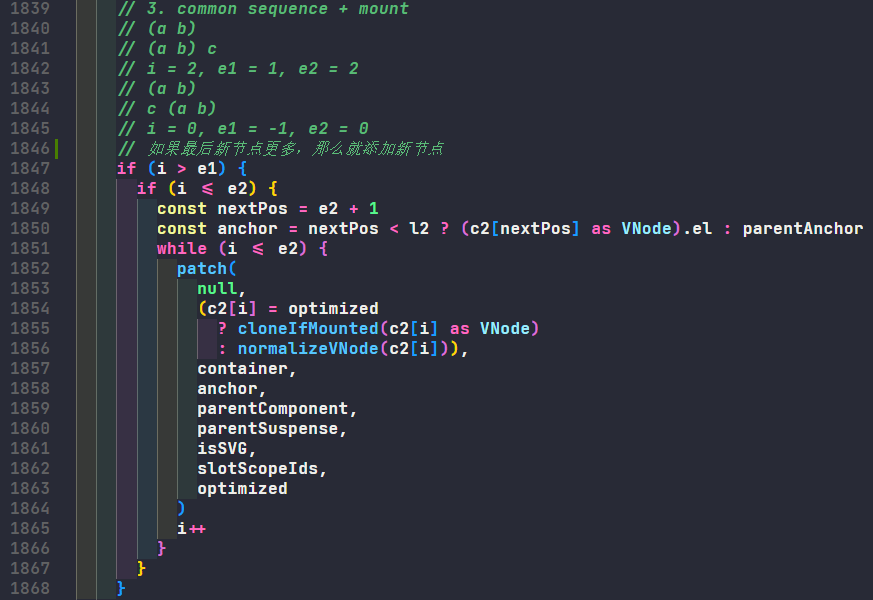 1839 // 3. common sequence + mount
1840 // (a b)
1841 // (a b) c
1842 // i = 2, e1 = 1, e2 = 2
1843 // (a b)
1844 // c (a b)
1845 // i = 0, e1 = -1, e2 = 0
1846 // 如果最后新节点更多，那么就添加新节点
1847 if (i > e1) {
1848 if (i <= e2) {
1849 const nextPos = e2 + 1
1850 const anchor = nextPos < l2 ? (c2[nextPos] as VNode).el : parentAnchor
1851 while (i <= e2) {
1852 patch(
1853 null,
1854 (c2[i] = optimized
1855 ? cloneIfMounted(c2[i] as VNode)
1856 : normalizeVNode(c2[i])),
1857 container,
1858 anchor,
1859 parentComponent,
1860 parentSuspense,
1861 isSVG,
1862 slotScopeIds,
1863 optimized
1864 )
1865 i++
1866 }
1867 }
1868 }